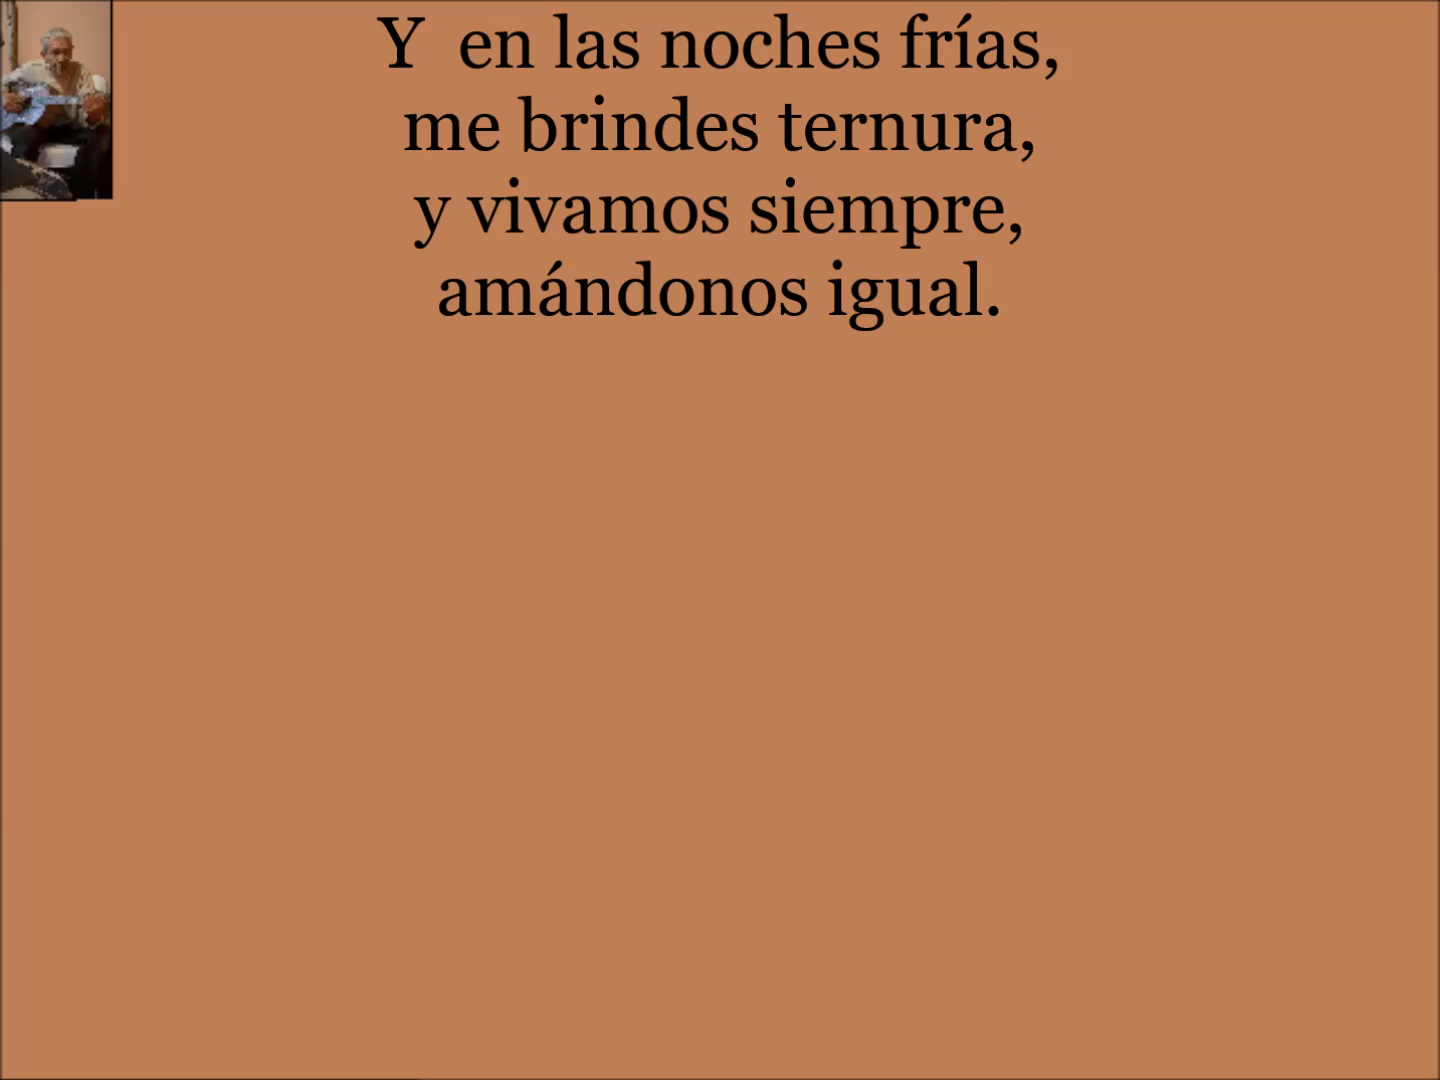 Y en las noches frías,
me brindes ternura,
y vivamos siempre,
amándonos igual.